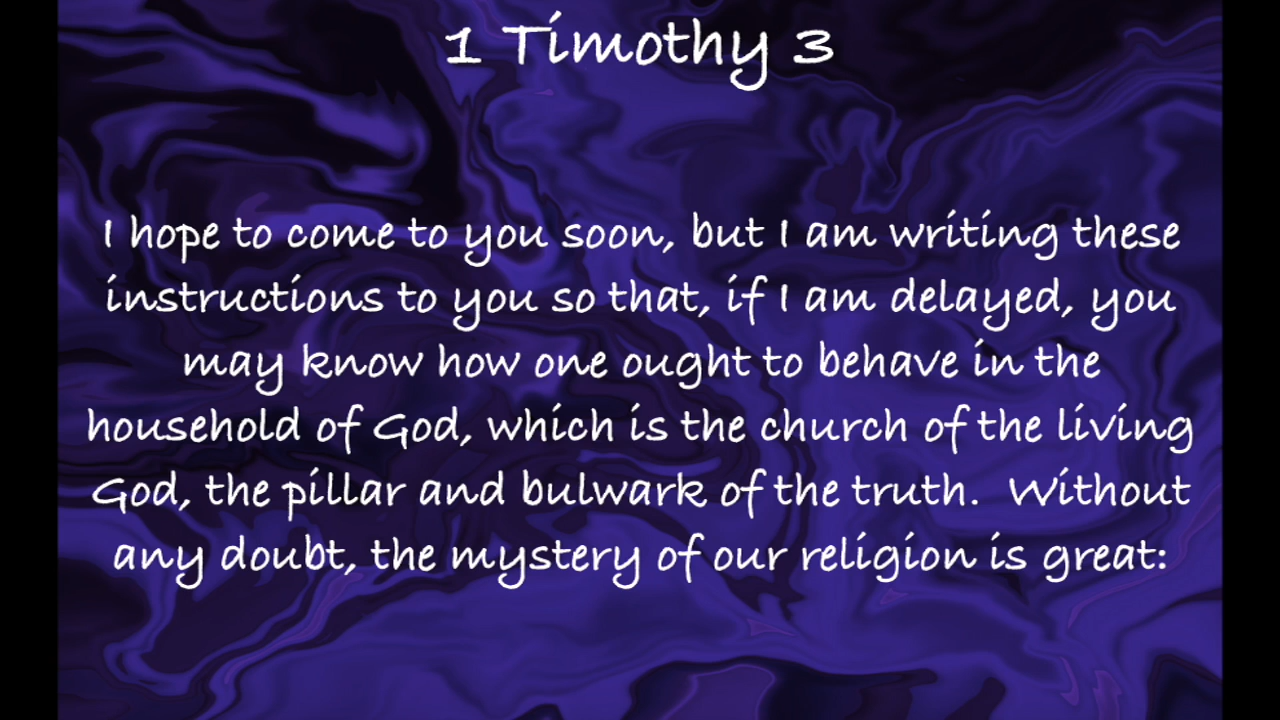 1 Timothy 3
I hope to come to you soon, but I am writing these
instructions to you so that, if I am delayed, you
may know how one ought to behave in the
household of God, which is the church of the living
God, the pillar and bulwark of the truth.  Without
any doubt, the mystery of our religion is great: